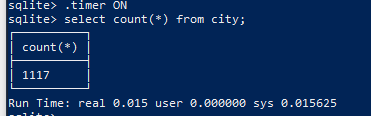 sqlite> .timer ON
sqlite> select count(*) from city;
count(*)
1117
Run Time: real 0.015 user 0.000000 sys 0.015625
sqlite>